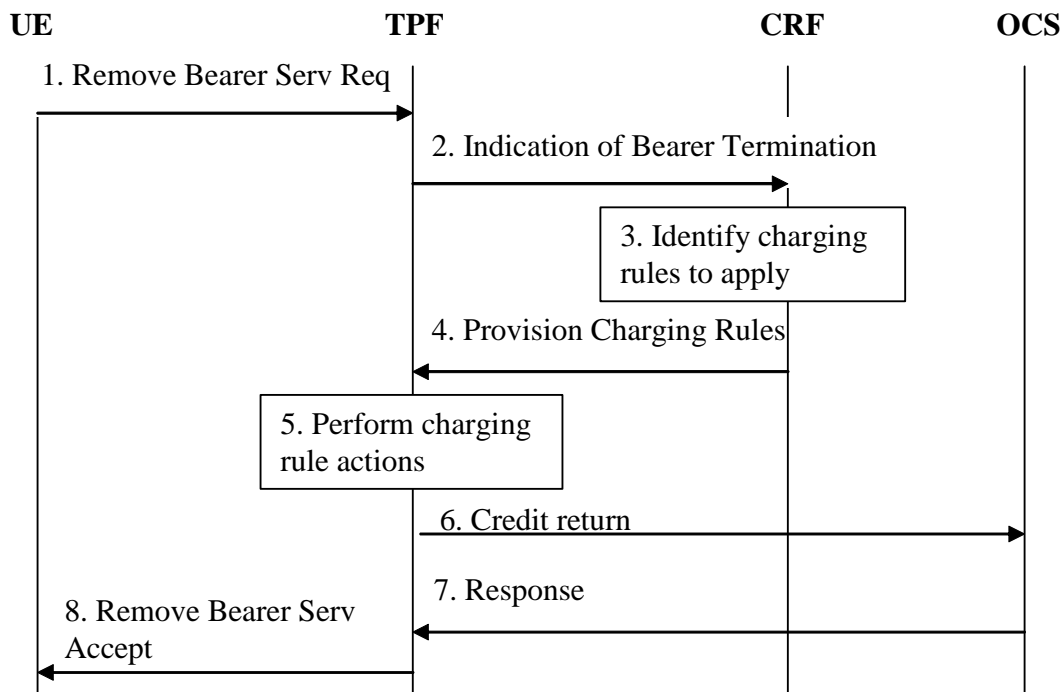 UE TPF CRF OCS
1. Remove Bearer Serv Req
2. Indication of Bearer Termination
3. Identify charging
rules to apply
4. Provision Charging Rules
5. Perform charging
rule actions
6. Credit return
7. Response
8. Remove Bearer Serv
Accept